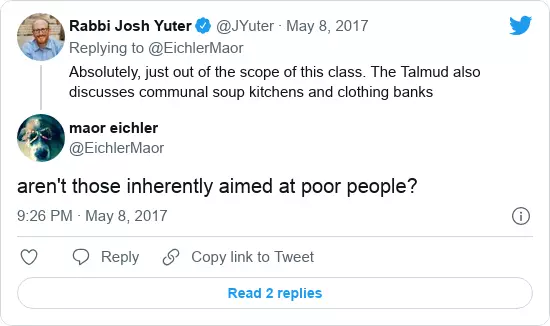 Rabbi Josh Yuter @JYuter · May 8, 2017
Replying to @EichlerMaor
Absolutely, just out of the scope of this class. The Talmud also
discusses communal soup kitchens and clothing banks
maor eichler
@EichlerMaor
aren't those inherently aimed at poor people?
9:26 PM · May 8, 2017
Reply Copy link to Tweet
Read 2 replies